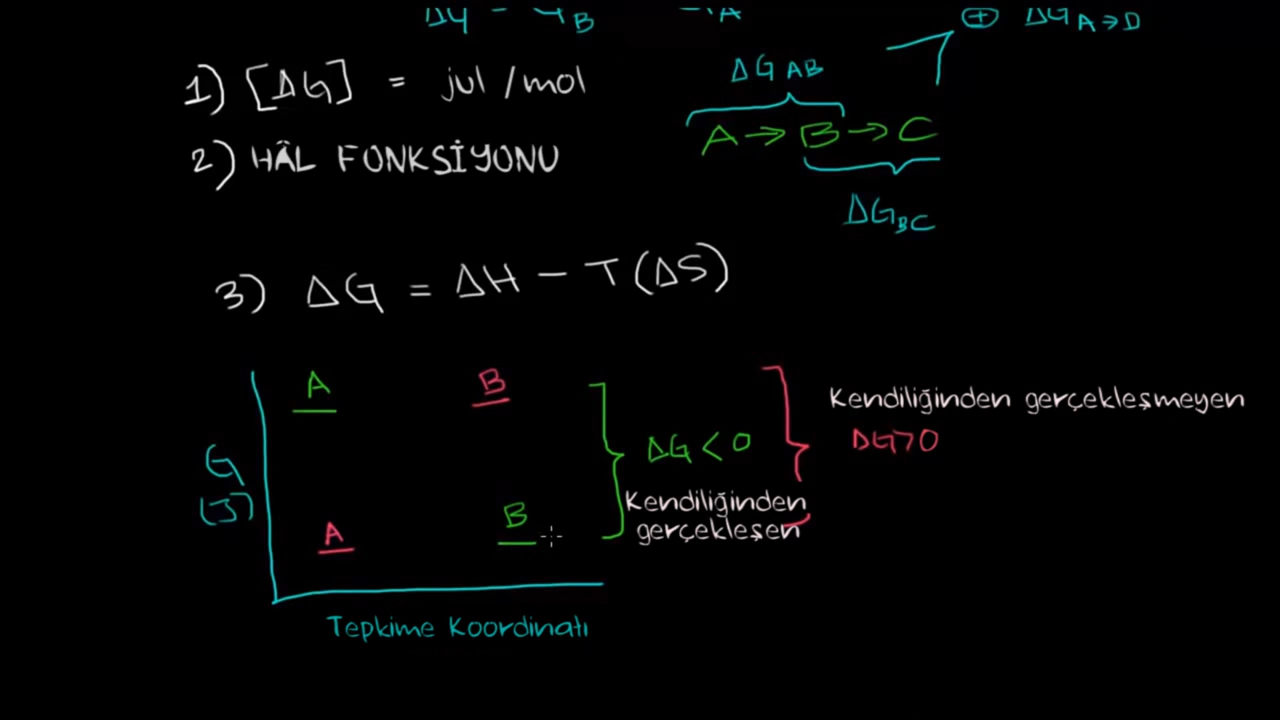 ⊕ ΔG A→D
1) [ΔG] = jul/mol
ΔG AB
A → B → C
2) HÂL FONKSİYONU
ΔG BC
3) ΔG = ΔH - T(ΔS)
A B
Kendiliğinden gerçekleşmeyen
ΔG < 0
ΔG>0
G
(J)
Kendiliğinden
gerçekleşen
A B
Tepkime Koordinatı